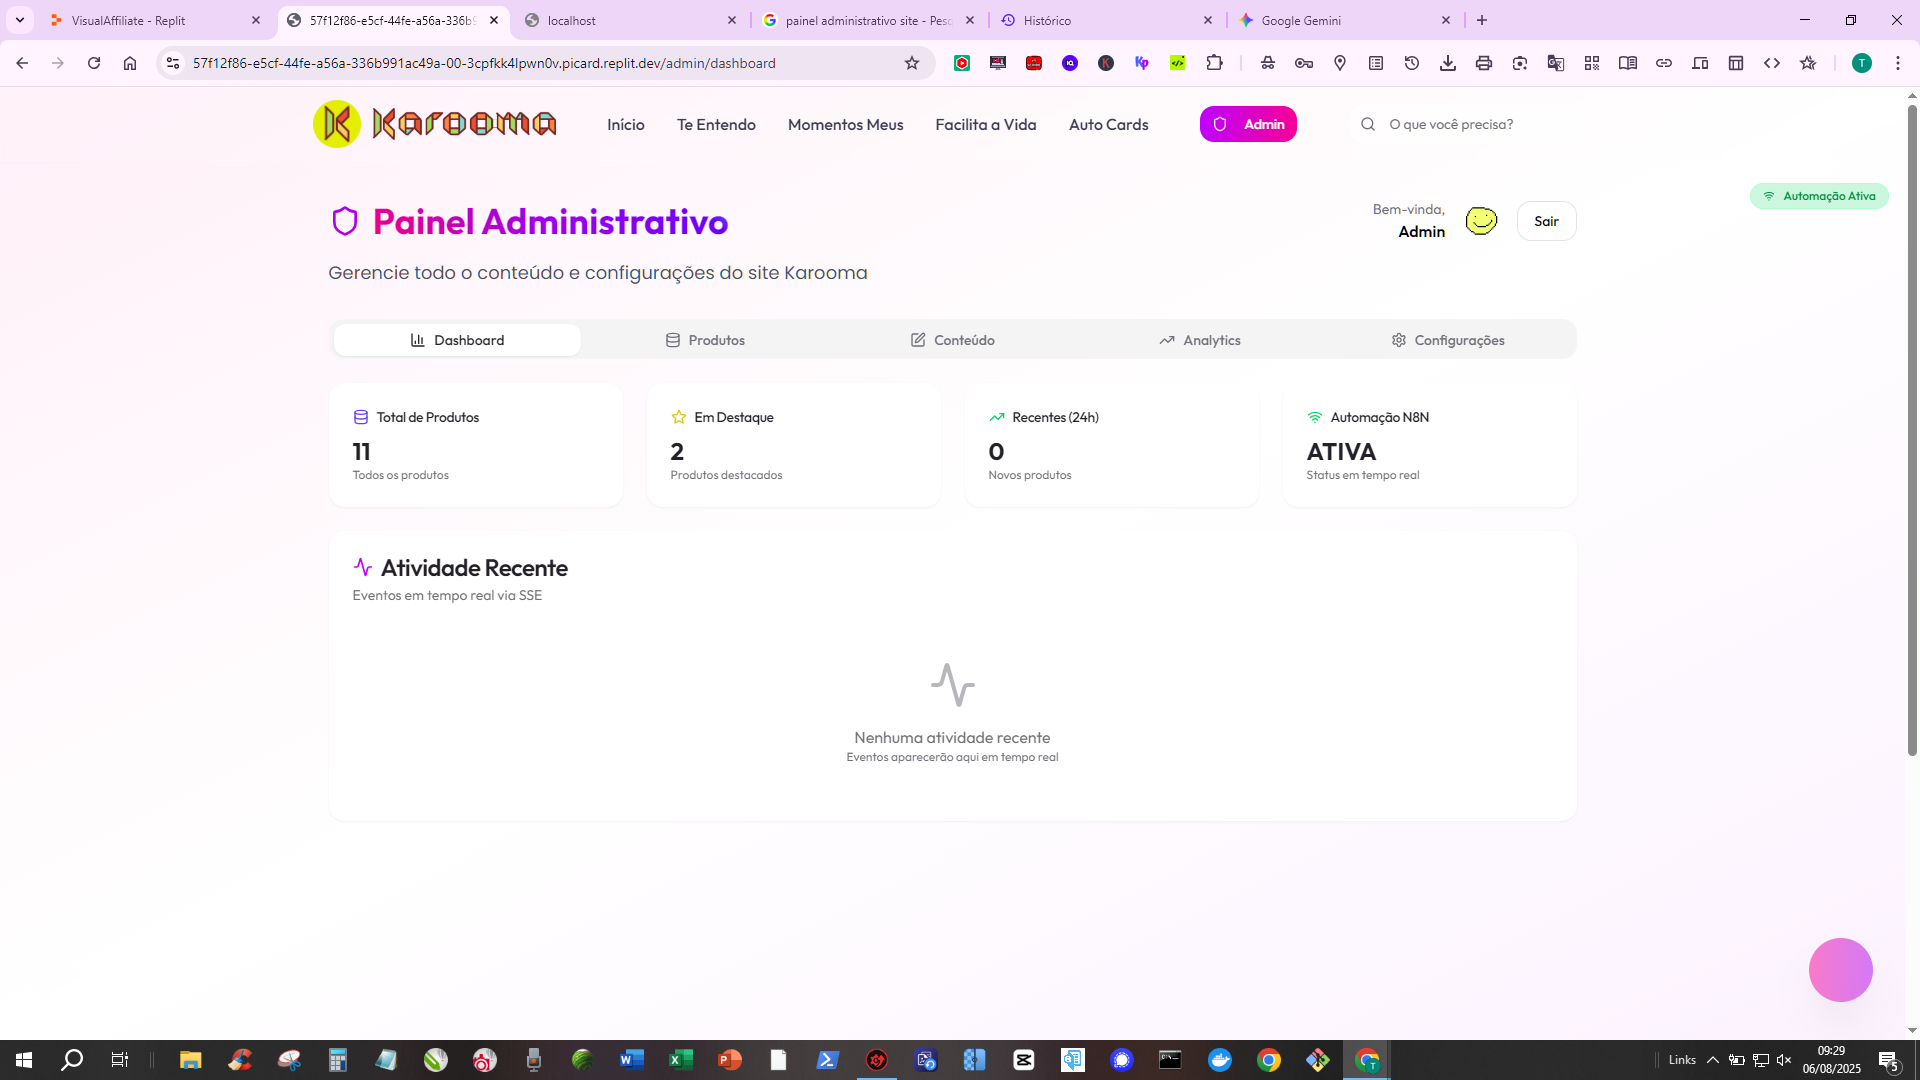 VisualAffiliate - Replit
57f12f86-e5cf-44fe-a56a-336b9
localhost
painel administrativo site - Pesq
Histórico
Google Gemini
57f12f86-e5cf-44fe-a56a-336b991ac49a-00-3cpfkk4lpwn0v.picard.replit.dev/admin/dashboard
Karooma
Início
Te Entendo
Momentos Meus
Facilita a Vida
Auto Cards
Admin
O que você precisa?
Automação Ativa
Painel Administrativo
Bem-vinda,
Admin
Sair
Gerencie todo o conteúdo e configurações do site Karooma
Dashboard
Produtos
Conteúdo
Analytics
Configurações
Total de Produtos
11
Todos os produtos
Em Destaque
2
Produtos destacados
Recentes (24h)
0
Novos produtos
Automação N8N
ATIVA
Status em tempo real
Atividade Recente
Eventos em tempo real via SSE
Nenhuma atividade recente
Eventos aparecerão aqui em tempo real
Links
09:29
06/08/2025
5